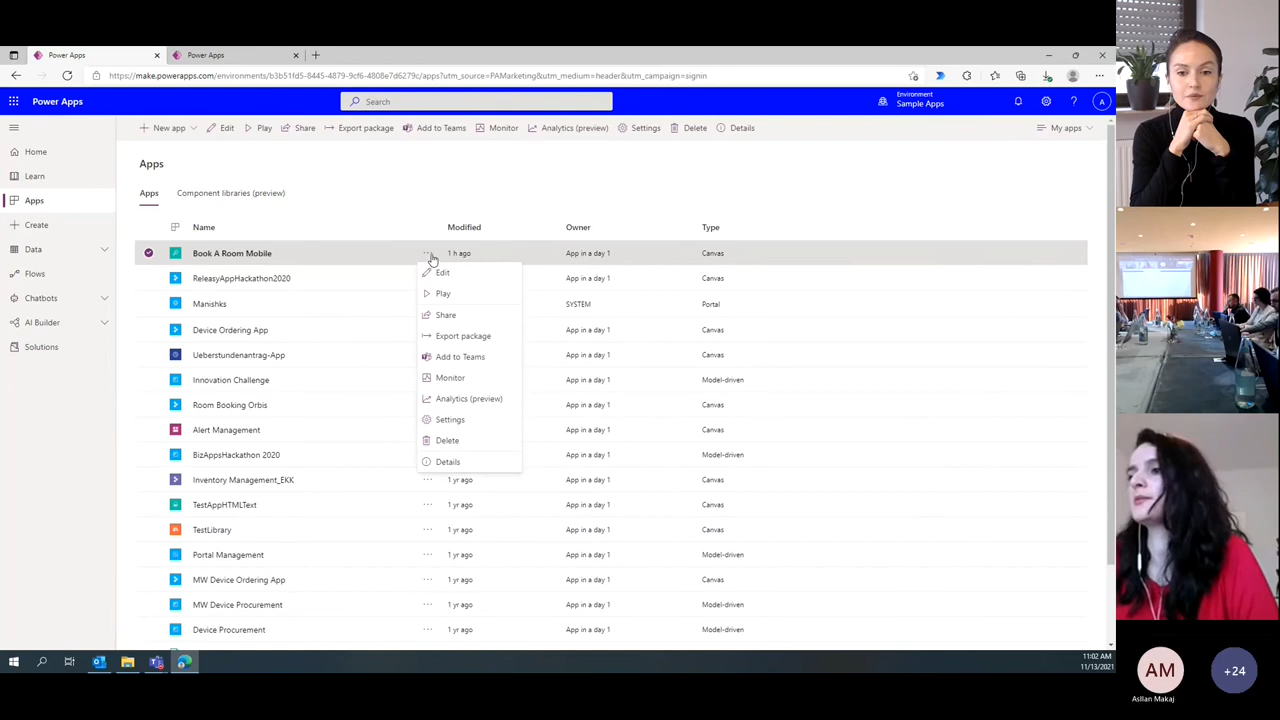 Power Apps
Power Apps
https://make.powerapps.com/environments/b3b51fd5-8445-4879-9cf6-4808e7d6279c/apps?utm_source=PAMarketing&utm_medium=header&utm_campaign=signin
Power Apps
Search
Environment
Sample Apps
A
New app
Edit
Play
Share
Export package
Add to Teams
Monitor
Analytics (preview)
Settings
Delete
Details
My apps
Home
Learn
Apps
Create
Data
Flows
Chatbots
AI Builder
Solutions
Apps
Apps Component libraries (preview)
Name Modified Owner Type
Book A Room Mobile 1 h ago App in a day 1 Canvas
ReleasyAppHackathon2020 App in a day 1 Canvas
Manishks SYSTEM Portal
Device Ordering App App in a day 1 Canvas
Ueberstundenantrag-App App in a day 1 Canvas
Innovation Challenge App in a day 1 Model-driven
Room Booking Orbis App in a day 1 Canvas
Alert Management App in a day 1 Canvas
BizAppsHackathon 2020 App in a day 1 Model-driven
Inventory Management_EKK 1 yr ago App in a day 1 Canvas
TestAppHTMLText 1 yr ago App in a day 1 Canvas
TestLibrary 1 yr ago App in a day 1 Canvas
Portal Management 1 yr ago App in a day 1 Model-driven
MW Device Ordering App 1 yr ago App in a day 1 Canvas
MW Device Procurement 1 yr ago App in a day 1 Model-driven
Device Procurement 1 yr ago App in a day 1 Model-driven
Edit
Play
Share
Export package
Add to Teams
Monitor
Analytics (preview)
Settings
Delete
Details
11:02 AM
11/13/2021
AM
Asllan Makaj
+24